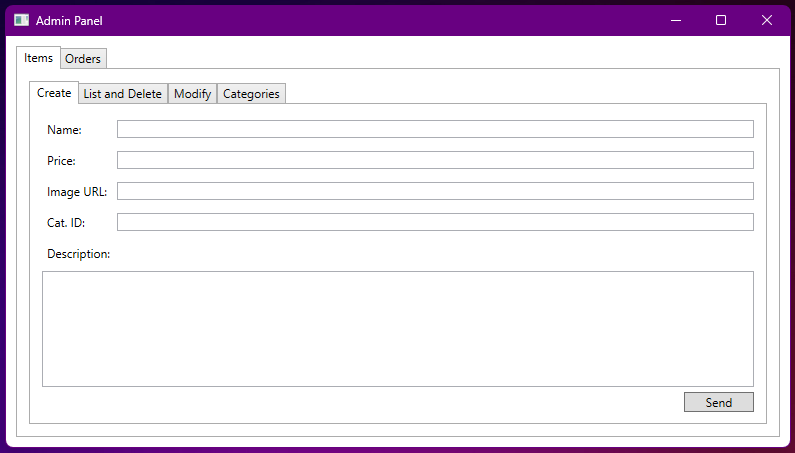 Admin Panel
Items Orders
Create List and Delete Modify Categories
Name:
Price:
Image URL:
Cat. ID:
Description:
Send